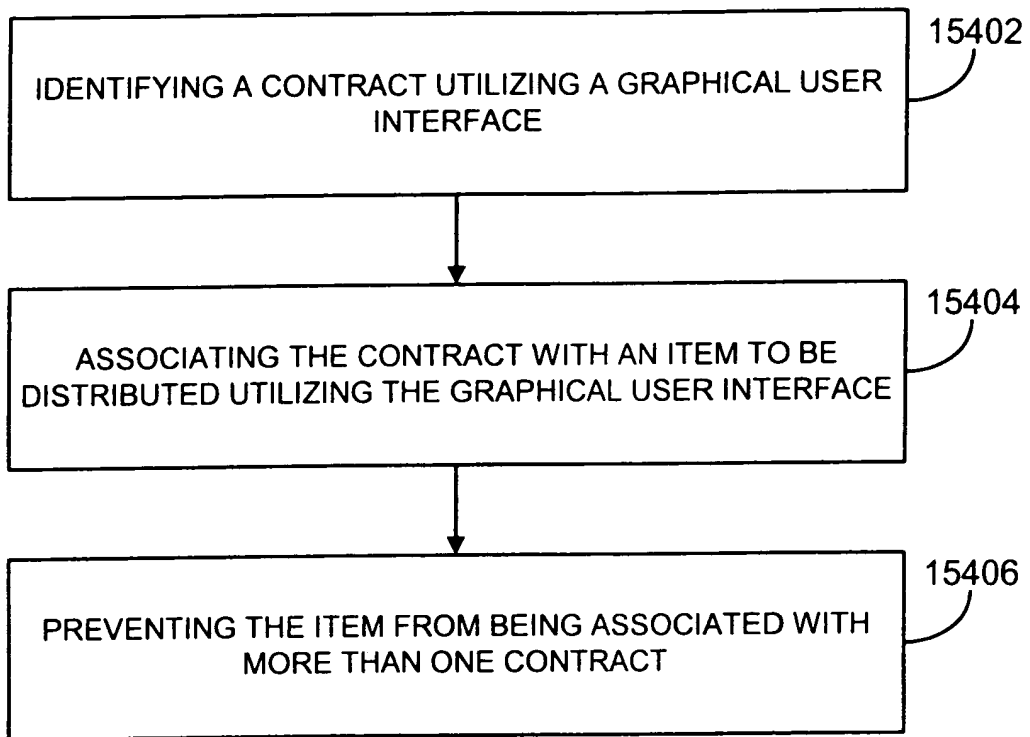 15402
IDENTIFYING A CONTRACT UTILIZING A GRAPHICAL USER
INTERFACE
15404
ASSOCIATING THE CONTRACT WITH AN ITEM TO BE
DISTRIBUTED UTILIZING THE GRAPHICAL USER INTERFACE
15406
PREVENTING THE ITEM FROM BEING ASSOCIATED WITH
MORE THAN ONE CONTRACT